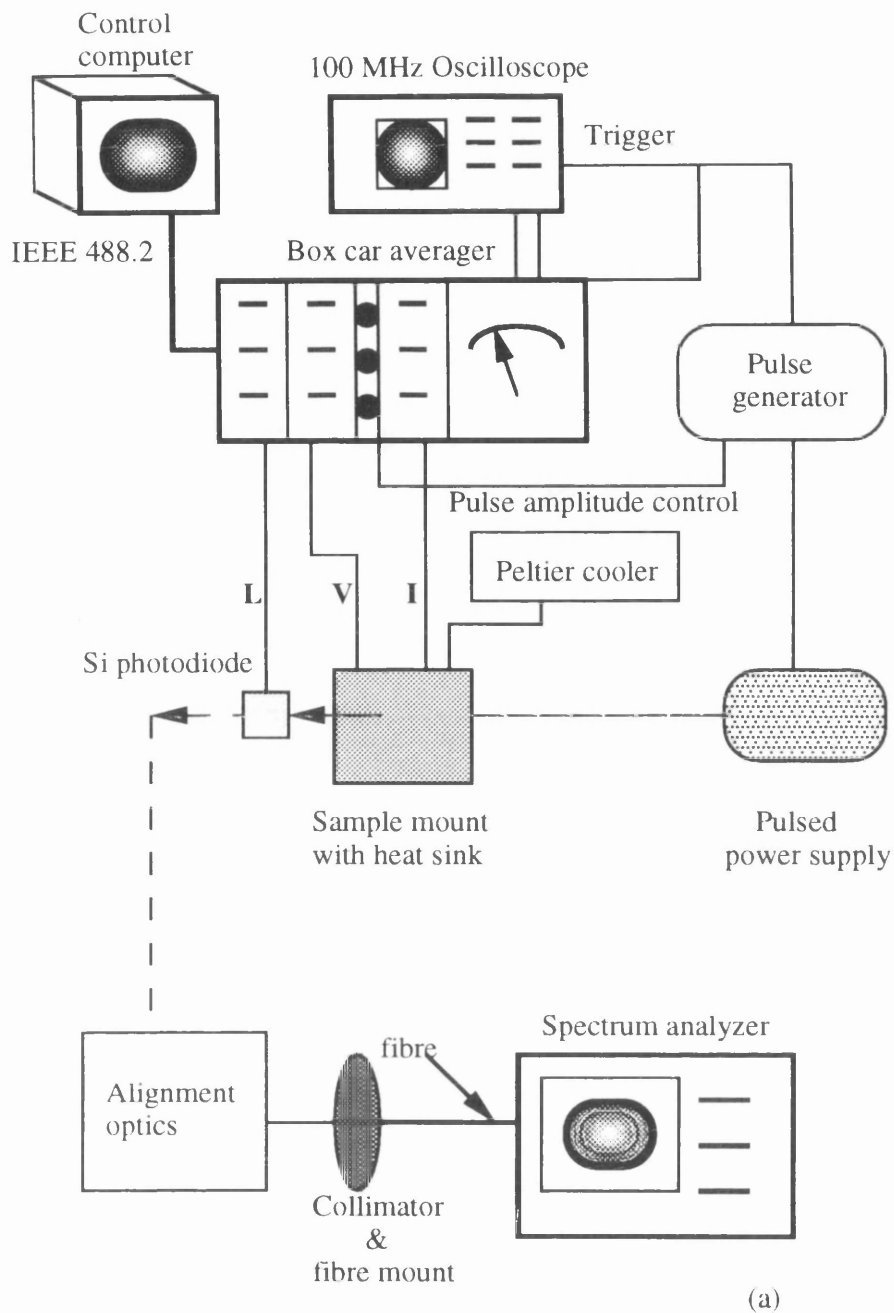 Control
computer
100 MHz Oscilloscope
Trigger
IEEE 488.2
Box car averager
Pulse
generator
Pulse amplitude control
Peltier cooler
L
V
I
Si photodiode
Sample mount
with heat sink
Pulsed
power supply
Spectrum analyzer
fibre
Alignment
optics
Collimator
&
fibre mount
(a)